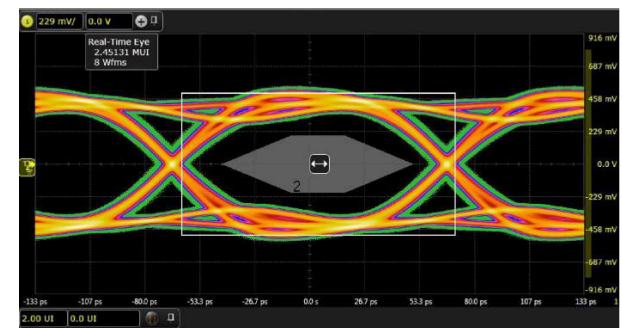 229 mV/ 0.0 V
Real-Time Eye
2.45131 MUI
8 Wfms
916 mV
687 mV
458 mV
229 mV
0.0 V
-229 mV
-458 mV
-687 mV
-916 mV
2
-133 ps -107 ps -80.0 ps -53.3 ps -26.7 ps 0.0 s 26.7 ps 53.3 ps 80.0 ps 107 ps 133 ps 1
2.00 UI 0.0 UI